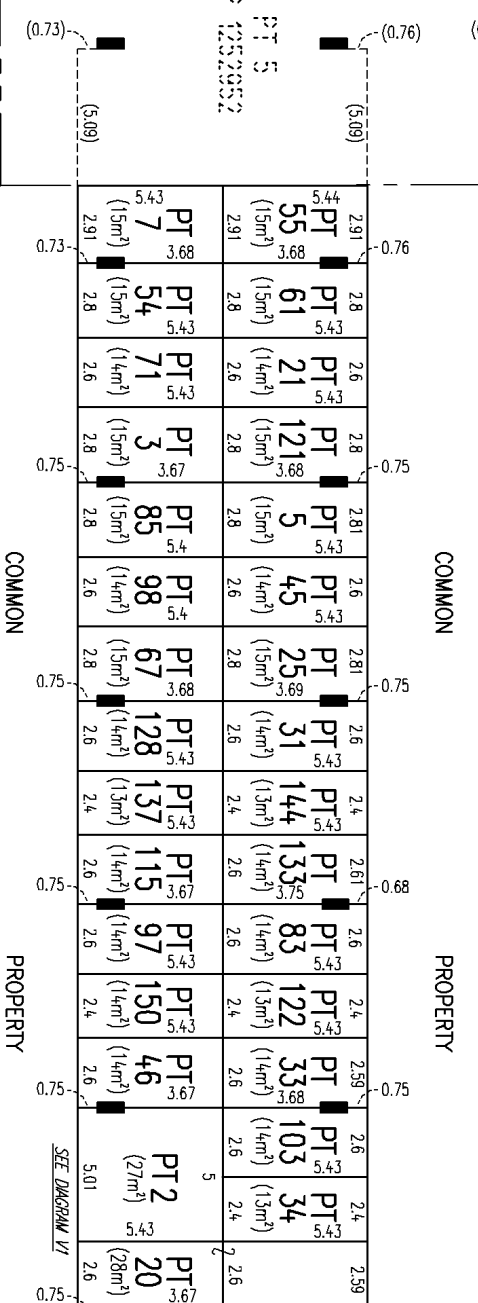 (0.73)
(0.76)
PT 5
1252952
(5.09)
(5.09)
5.43
2.91
PT
7
(15m²)
3.68
5.44
2.91
2.91
PT
55
(15m²)
3.68
0.73
0.76
2.8
PT
54
(15m²)
5.43
2.8
2.8
PT
61
(15m²)
5.43
2.6
PT
71
(14m²)
5.43
2.6
2.6
PT
21
(14m²)
5.43
2.8
PT
3
(15m²)
3.67
2.8
2.8
PT
121
(15m²)
3.68
0.75
0.75
2.8
PT
85
(15m²)
5.4
2.8
2.81
PT
5
(15m²)
5.43
2.6
PT
98
(14m²)
5.4
2.6
2.6
PT
45
(14m²)
5.43
COMMON
COMMON
2.8
PT
67
(15m²)
3.68
2.8
2.81
PT
25
(15m²)
3.69
0.75
0.75
2.6
PT
128
(14m²)
5.43
2.6
2.6
PT
31
(14m²)
5.43
2.4
PT
137
(13m²)
5.43
2.4
2.4
PT
144
(13m²)
5.43
2.6
PT
115
(14m²)
3.67
2.6
2.61
PT
133
(14m²)
3.75
0.75
0.68
2.6
PT
97
(14m²)
5.43
2.6
2.6
PT
83
(14m²)
5.43
PROPERTY
PROPERTY
2.4
PT
150
(14m²)
5.43
2.4
2.4
PT
122
(13m²)
5.43
2.6
PT
46
(14m²)
3.67
2.6
2.59
PT
33
(14m²)
3.68
0.75
0.75
2.6
2.6
PT
103
(14m²)
5.43
5.01
PT 2
(27m²)
5
5.43
2.4
2.4
PT
34
(13m²)
5.43
SEE DIAGRAM V1
2.6
PT
20
(28m²)
3.67
2.6
2.59
0.75